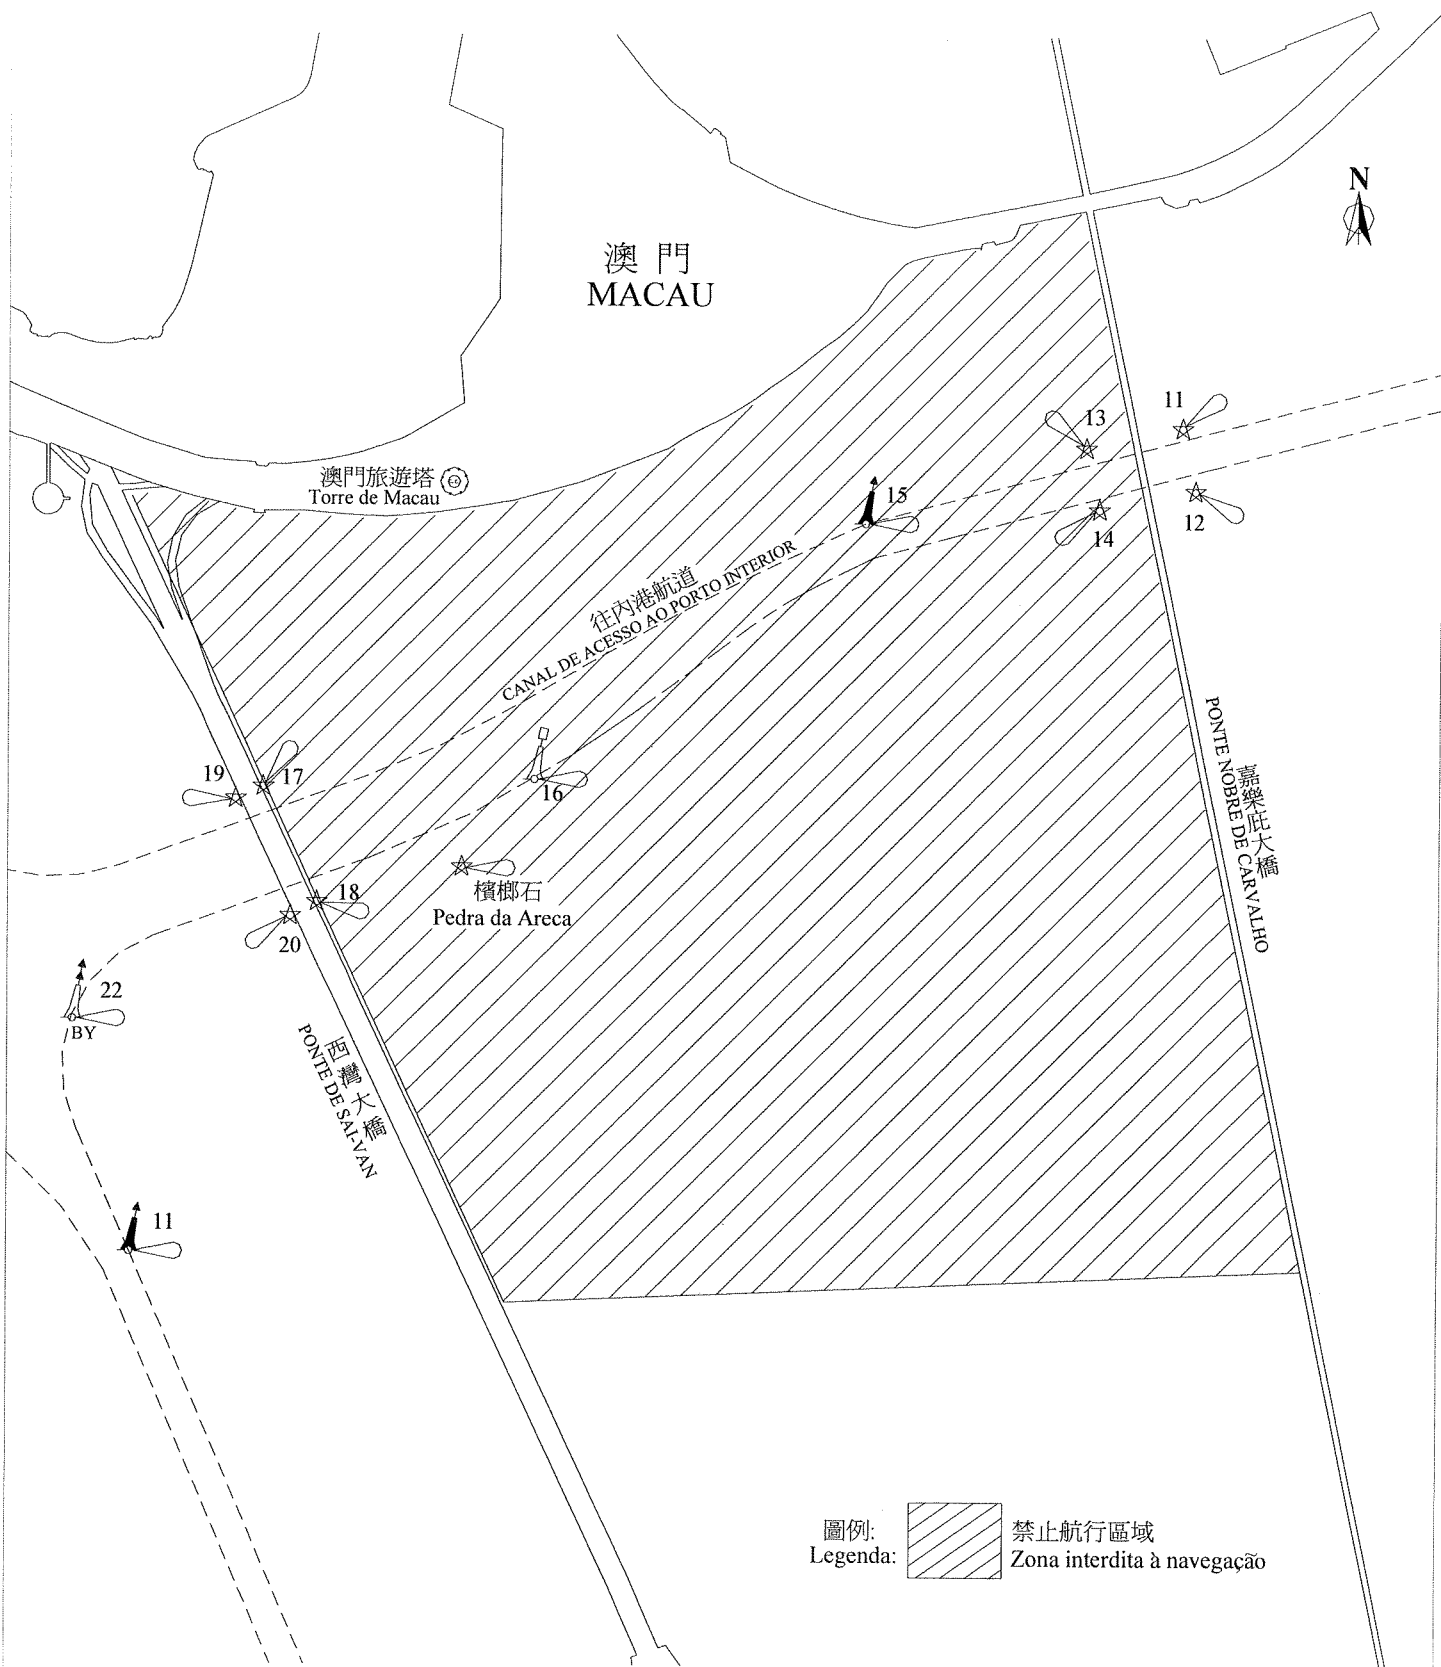 N
澳門
MACAU
11
13
澳門旅遊塔
Torre de Macau
15
12
14
往內港航道
CANAL DE ACESSO AO PORTO INTERIOR
19
17
16
PONTE NOBRE DE CARVALHO
嘉樂庇大橋
檳榔石
Pedra da Areca
18
20
22
BY
西灣大橋
PONTE DE SAI-VAN
11
圖例:
Legenda:
禁止航行區域
Zona interdita à navegação